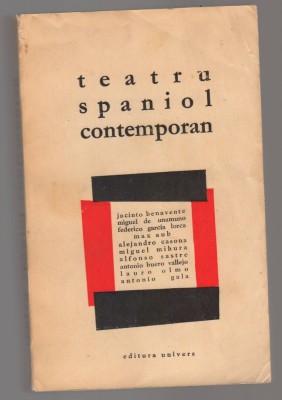 teatru
spaniol
contemporan
jacinto benavente
miguel de unamuno
federico garcía lorca
max aub
alejandro casona
miguel mihura
alfonso sastre
antonio buero vallejo
lauro olmo
antonio gala
editura univers